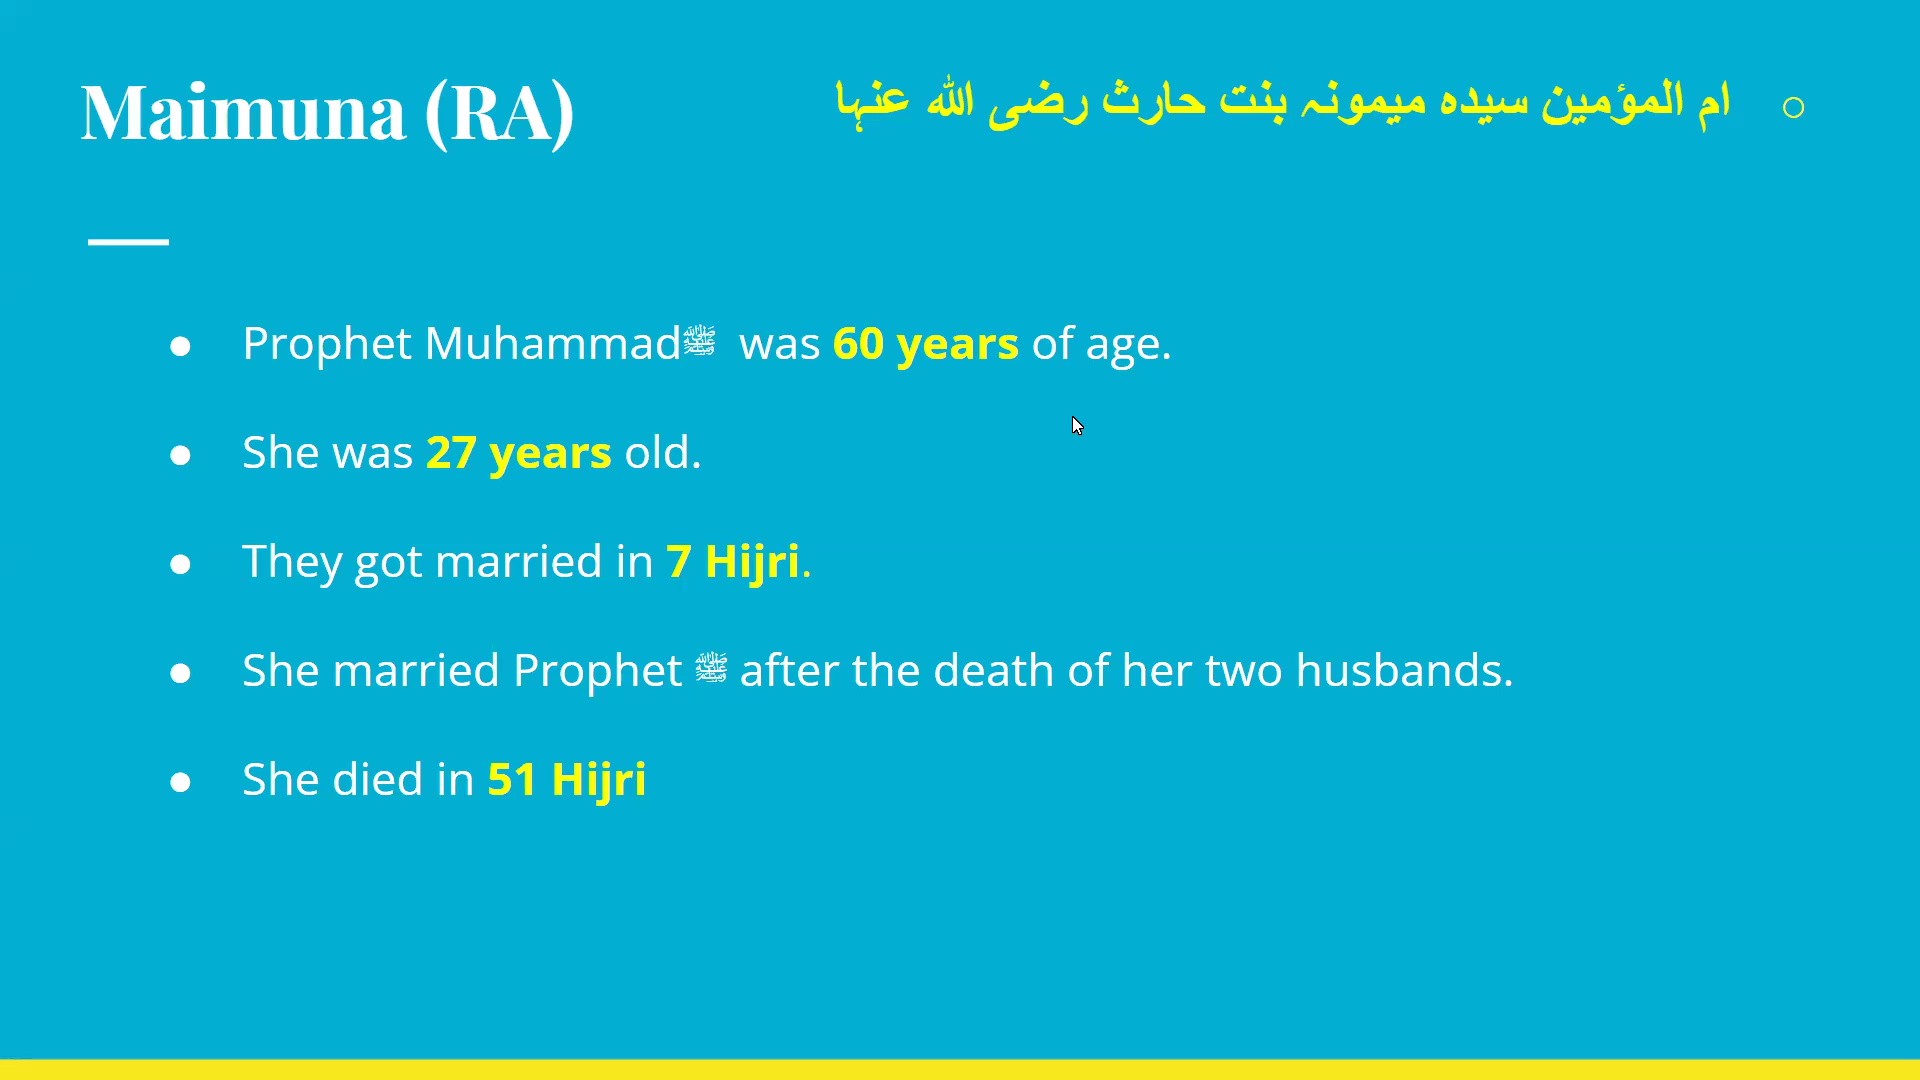 Maimuna (RA)
ام المؤمین سیدہ میمونہ بنت حارث رضی اللہ عنہا
Prophet Muhammadﷺ was 60 years of age.
She was 27 years old.
They got married in 7 Hijri.
She married Prophet ﷺ after the death of her two husbands.
She died in 51 Hijri